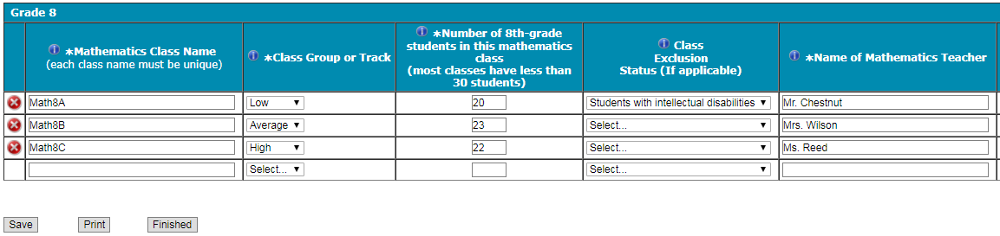 Grade 8
∗Mathematics Class Name
(each class name must be unique)
∗Class Group or Track
∗Number of 8th-grade
students in this mathematics
class
(most classes have less than
30 students)
Class
Exclusion
Status (If applicable)
∗Name of Mathematics Teacher
Math8A Low 20 Students with intellectual disabilities Mr. Chestnut
Math8B Average 23 Select... Mrs. Wilson
Math8C High 22 Select... Ms. Reed
Select... Select...
Save Print Finished